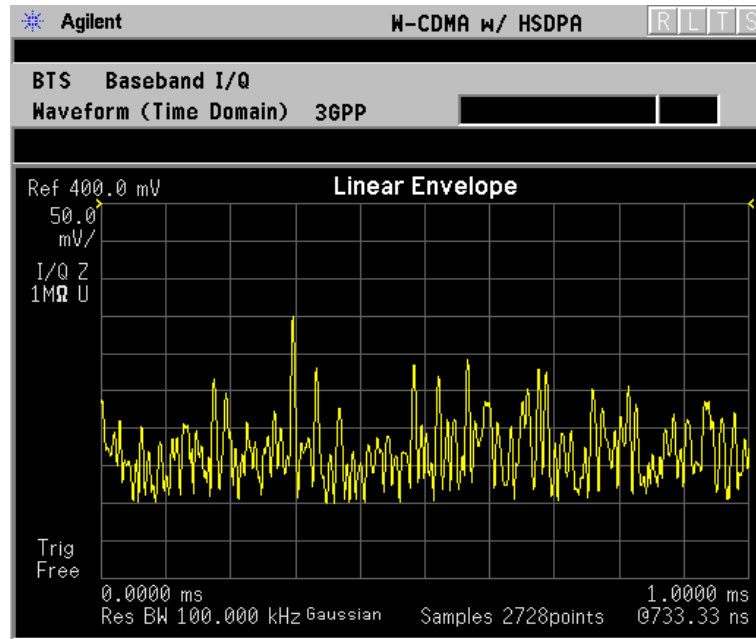 Agilent W-CDMA w/ HSDPA R L T S
BTS Baseband I/Q
Waveform (Time Domain) 3GPP
Ref 400.0 mV Linear Envelope
50.0
mV/
I/Q Z
1MΩ U
Trig
Free
0.0000 ms 1.0000 ms
Res BW 100.000 kHz Gaussian Samples 2728points @733.33 ns